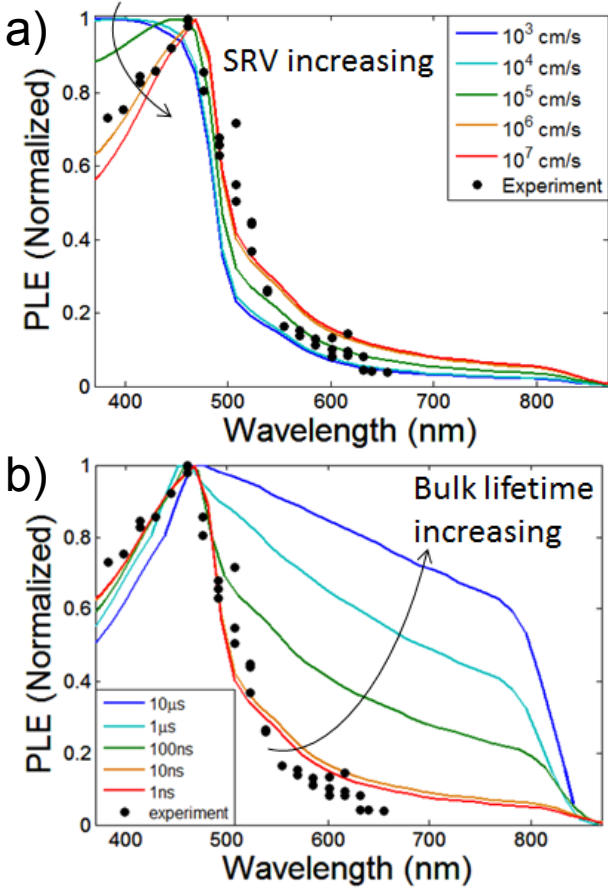 a)
SRV increasing
10³ cm/s
10⁴ cm/s
10⁵ cm/s
10⁶ cm/s
10⁷ cm/s
Experiment
PLE (Normalized)
1
0.8
0.6
0.4
0.2
0
400 500 600 700 800
Wavelength (nm)
b)
Bulk lifetime
increasing
PLE (Normalized)
1
0.8
0.6
0.4
0.2
0
10μs
1μs
100ns
10ns
1ns
experiment
400 500 600 700 800
Wavelength (nm)